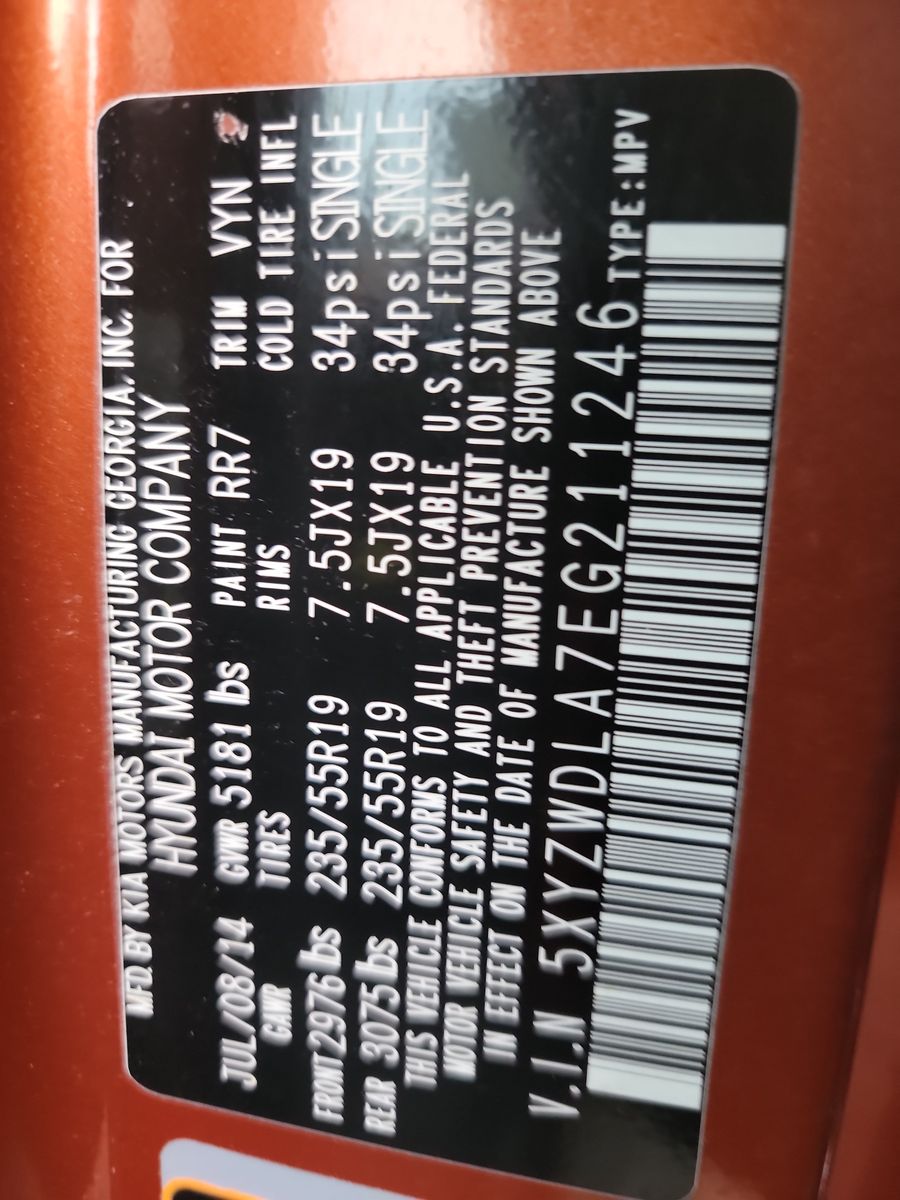 MFD. BY KIA MOTORS MANUFACTURING GEORGIA. INC. FOR
HYUNDAI MOTOR COMPANY
JUL/08/14 GVWR 5181 lbs PAINT RR7 TRIM VYN
GAWR TIRES RIMS COLD TIRE INFL
FRONT 2976 lbs 235/55R19 7.5JX19 34psi SINGLE
REAR 3075 lbs 235/55R19 7.5JX19 34psi SINGLE
THIS VEHICLE CONFORMS TO ALL APPLICABLE U.S.A. FEDERAL
MOTOR VEHICLE SAFETY AND THEFT PREVENTION STANDARDS
IN EFFECT ON THE DATE OF MANUFACTURE SHOWN ABOVE
V.I.N 5XYZWDLA7EG211246 TYPE:MPV